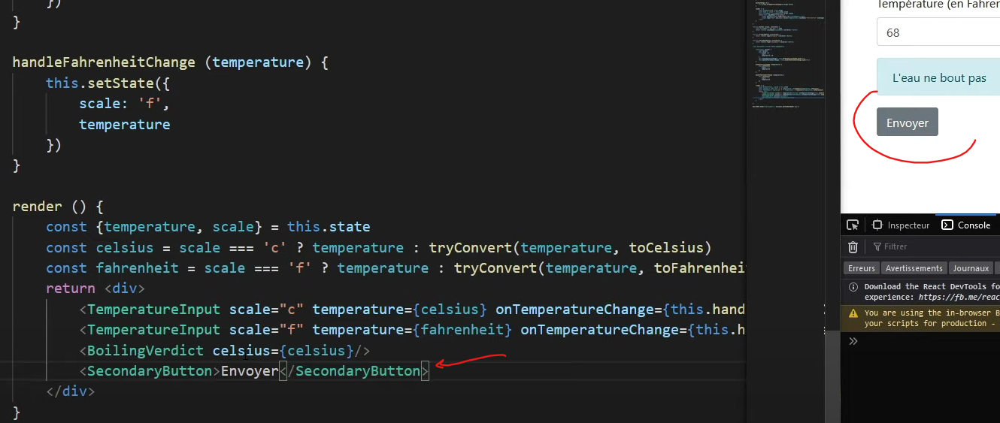 })
}
handleFahrenheitChange (temperature) {
this.setState({
scale: 'f',
temperature
})
}
render () {
const {temperature, scale} = this.state
const celsius = scale === 'c' ? temperature : tryConvert(temperature, toCelsius)
const fahrenheit = scale === 'f' ? temperature : tryConvert(temperature, toFahrenheit
return <div>
<TemperatureInput scale="c" temperature={celsius} onTemperatureChange={this.hand
<TemperatureInput scale="f" temperature={fahrenheit} onTemperatureChange={this.h
<BoilingVerdict celsius={celsius}/>
<SecondaryButton>Envoyer</SecondaryButton>
</div>
}
Température (en Fahren
68
L'eau ne bout pas
Envoyer
Inspecteur Console
Filtrer
Erreurs Avertissements Journaux
Download the React DevTools fo
experience: https://fb.me/reac
You are using the in-browser B
your scripts for production -